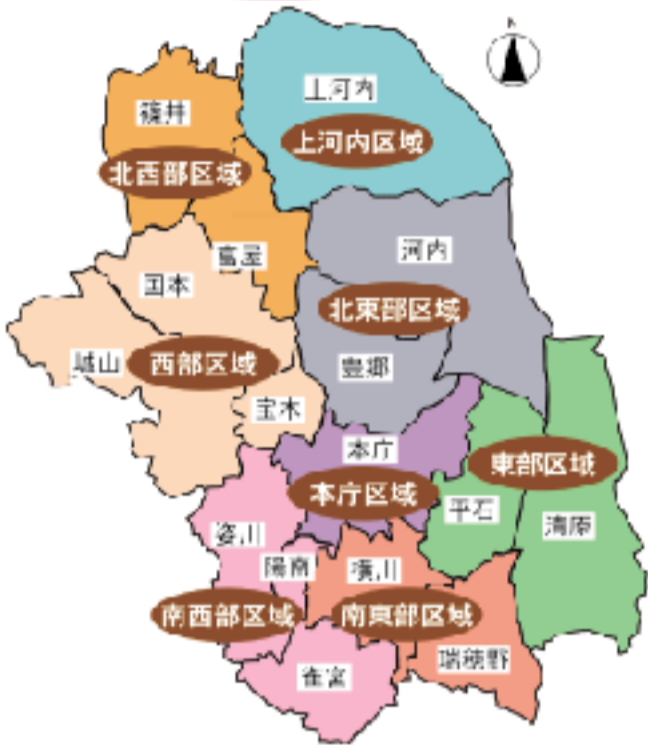 N
上河内
篠井
上河内区域
北西部区域
富屋
河内
国本
北東部区域
城山
西部区域
豊郷
宝木
本庁
東部区域
本庁区域
平石
清原
姿川
陽南
横川
南西部区域
南東部区域
瑞穂野
雀宮